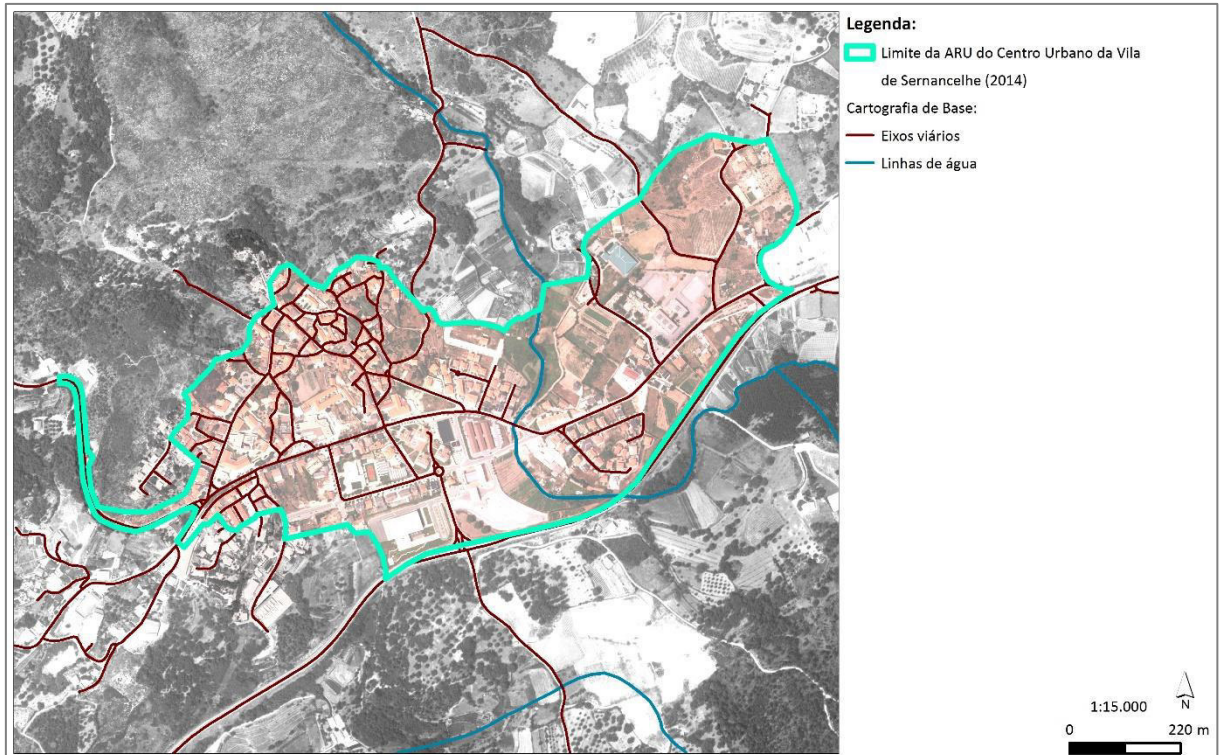 Legenda:
Limite da ARU do Centro Urbano da Vila
de Sernancelhe (2014)
Cartografia de Base:
Eixos viários
Linhas de água
1:15.000
N
0 220 m